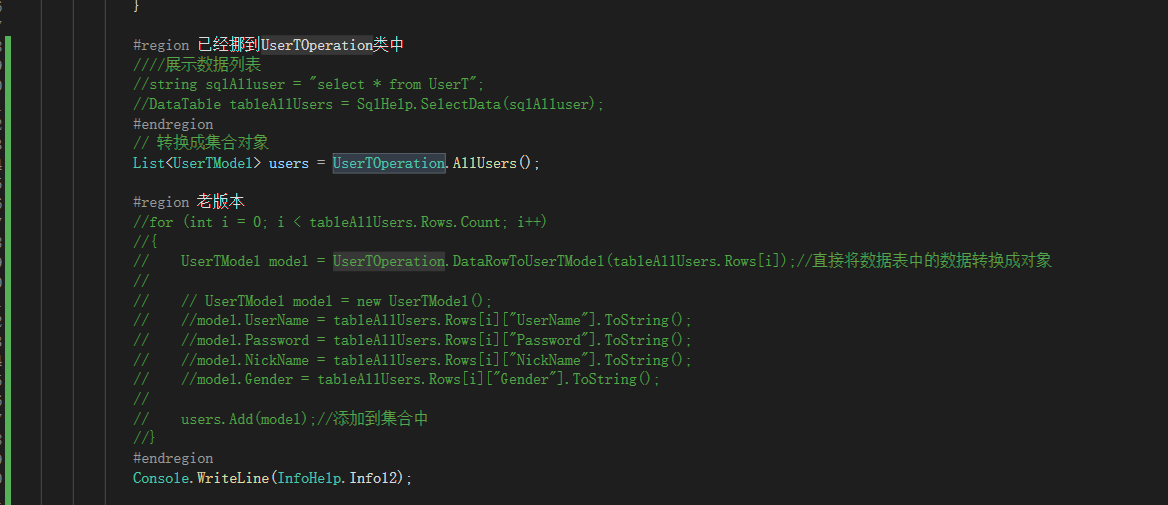 }
#region 已经挪到UserTOperation类中
////展示数据列表
//string sqlAlluser = "select * from UserT";
//DataTable tableAllUsers = SqlHelp.SelectData(sqlAlluser);
#endregion
// 转换成集合对象
List<UserTModel> users = UserTOperation.AllUsers();
#region 老版本
//for (int i = 0; i < tableAllUsers.Rows.Count; i++)
//{
//    UserTModel model = UserTOperation.DataRowToUserTModel(tableAllUsers.Rows[i]);//直接将数据表中的数据转换成对象
//
//    // UserTModel model = new UserTModel();
//    //model.UserName = tableAllUsers.Rows[i]["UserName"].ToString();
//    //model.Password = tableAllUsers.Rows[i]["Password"].ToString();
//    //model.NickName = tableAllUsers.Rows[i]["NickName"].ToString();
//    //model.Gender = tableAllUsers.Rows[i]["Gender"].ToString();
//
//    users.Add(model);//添加到集合中
//}
#endregion
Console.WriteLine(InfoHelp.Info12);